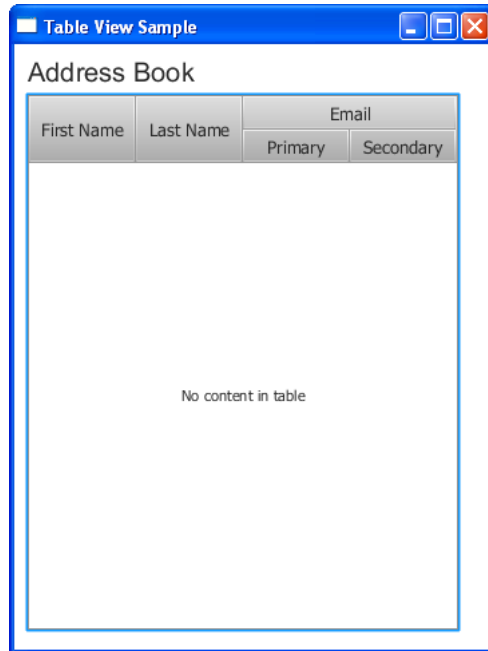 Table View Sample
Address Book
First Name Last Name Email
Primary Secondary
No content in table